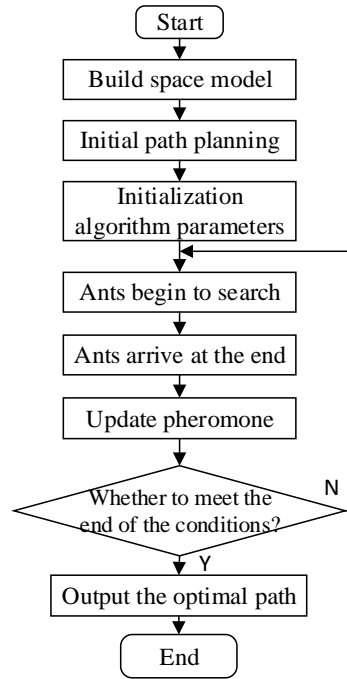 Start
Build space model
Initial path planning
Initialization
algorithm parameters
Ants begin to search
Ants arrive at the end
Update pheromone
Whether to meet the
end of the conditions?
N
Y
Output the optimal path
End